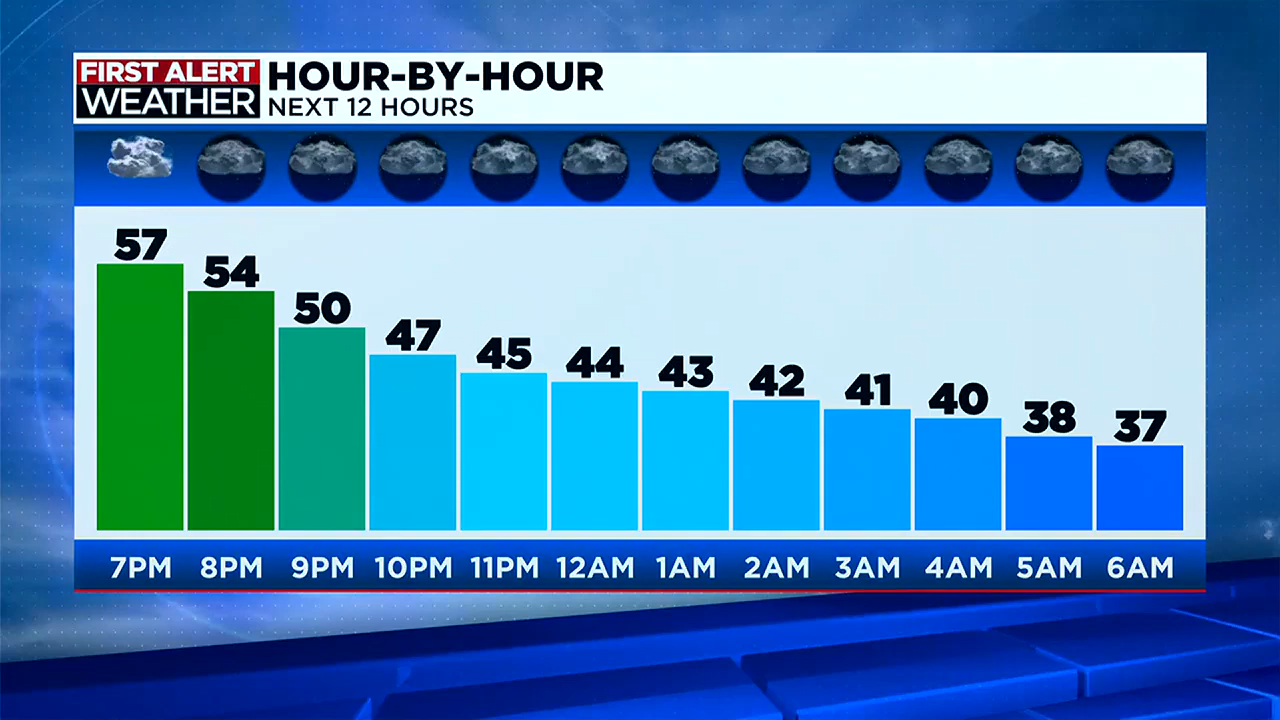 FIRST ALERT
WEATHER
HOUR-BY-HOUR
NEXT 12 HOURS
57
54
50
47
45
44
43
42
41
40
38
37
7PM 8PM 9PM 10PM 11PM 12AM 1AM 2AM 3AM 4AM 5AM 6AM